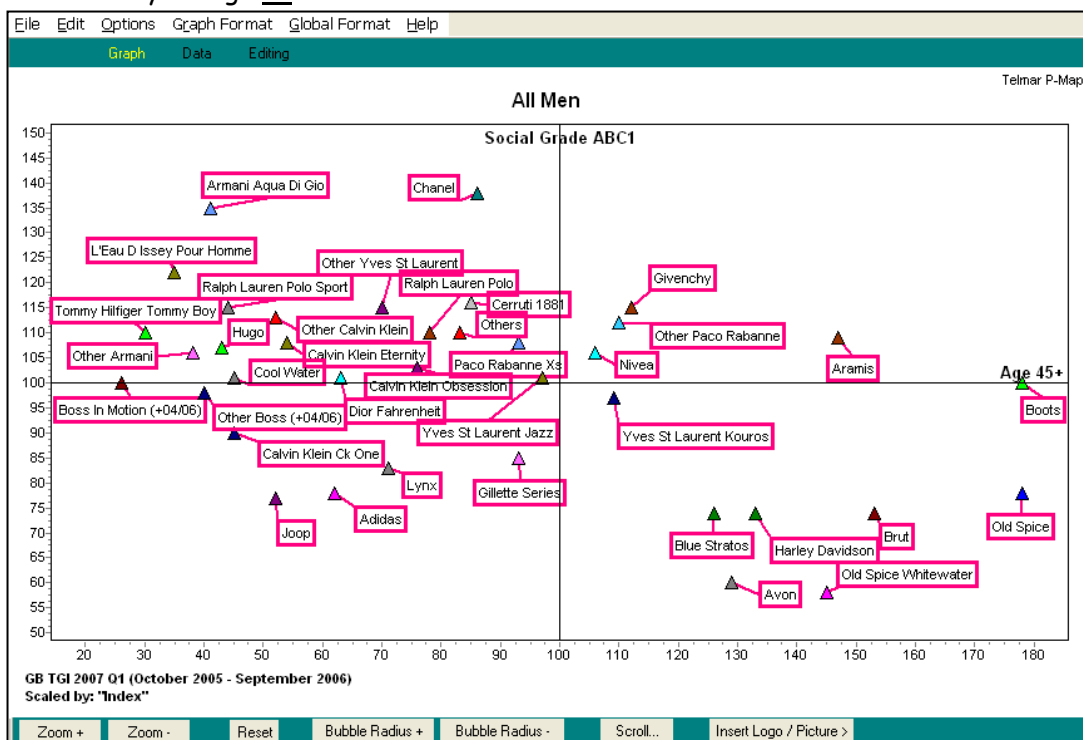 File Edit Options Graph Format Global Format Help
Graph Data Editing
Telmar P-Map
All Men
Social Grade ABC1
150
145
140
135
130
125
120
115
110
105
100
95
90
85
80
75
70
65
60
55
50
Armani Aqua Di Gio
Chanel
L'Eau D Issey Pour Homme
Other Yves St Laurent
Ralph Lauren Polo Sport
Ralph Lauren Polo
Givenchy
Tommy Hilfiger Tommy Boy
Cerruti 1881
Hugo
Other Calvin Klein
Others
Other Paco Rabanne
Other Armani
Calvin Klein Eternity
Paco Rabanne Xs
Nivea
Aramis
Cool Water
Calvin Klein Obsession
Age 45+
Boss In Motion (+04/06)
Other Boss (+04/06)
Dior Fahrenheit
Boots
Yves St Laurent Jazz
Yves St Laurent Kouros
Calvin Klein Ck One
Lynx
Gillette Series
Joop
Adidas
Old Spice
Blue Stratos
Harley Davidson
Brut
Old Spice Whitewater
Avon
20 30 40 50 60 70 80 90 100 110 120 130 140 150 160 170 180
GB TGI 2007 Q1 (October 2005 - September 2006)
Scaled by: "Index"
Zoom + Zoom - Reset Bubble Radius + Bubble Radius - Scroll... Insert Logo / Picture >